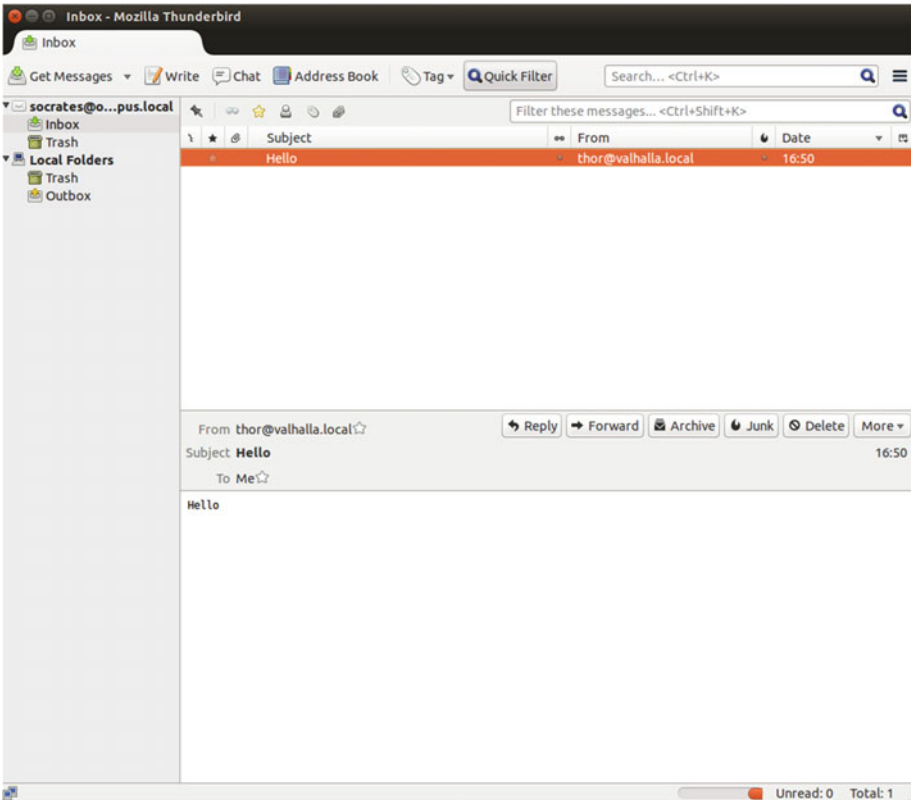 Inbox - Mozilla Thunderbird
Inbox
Get Messages Write Chat Address Book Tag Quick Filter Search... <Ctrl+K>
socrates@o...pus.local
Inbox
Trash
Local Folders
Trash
Outbox
Filter these messages... <Ctrl+Shift+K>
Subject From Date
Hello thor@valhalla.local 16:50
From thor@valhalla.local Reply Forward Archive Junk Delete More
Subject Hello 16:50
To Me
Hello
Unread: 0 Total: 1